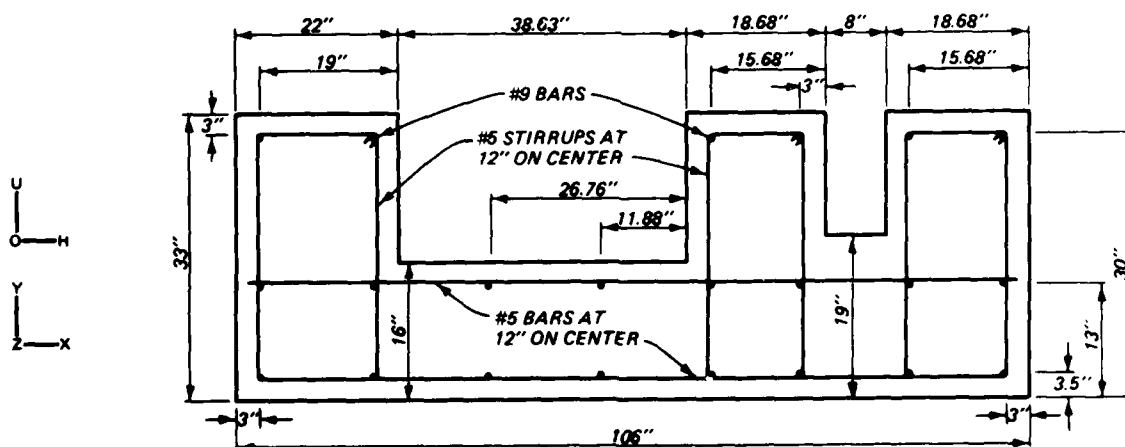 22"
38.63"
18.68"
8"
18.68"
19"
15.68"
15.68"
3"
#9 BARS
3"
#5 STIRRUPS AT
12" ON CENTER
26.76"
11.88"
U
O
H
33"
30"
Y
Z
X
16"
#5 BARS AT
12" ON CENTER
19"
13"
3.5"
3"
3"
106"